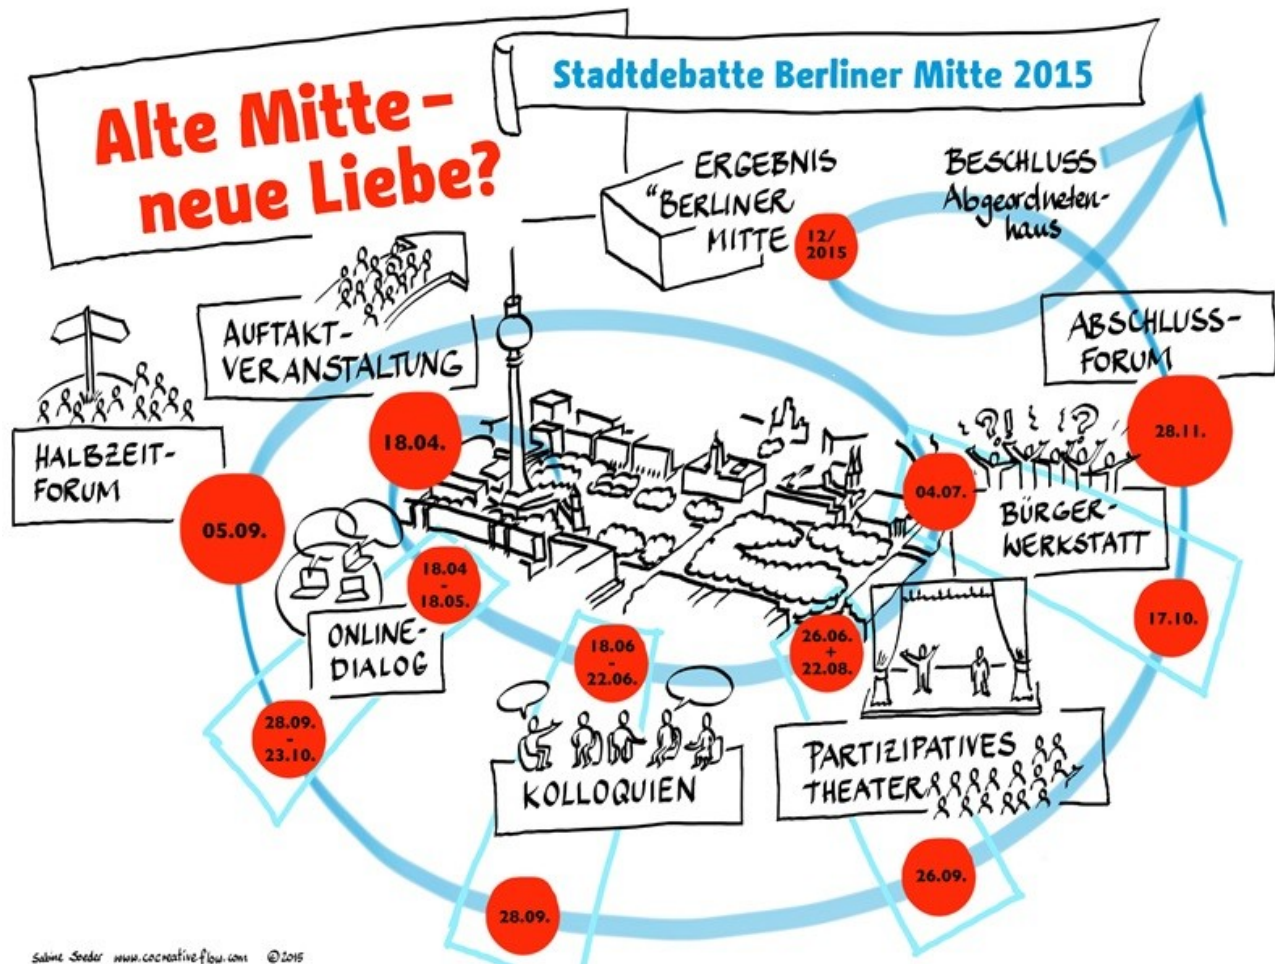 Alte Mitte –
neue Liebe?
Stadtdebatte Berliner Mitte 2015
ERGEBNIS
"BERLINER
MITTE
12/
2015
BESCHLUSS
Abgeordneten-
haus
AUFTAKT-
VERANSTALTUNG
18.04.
HALBZEIT-
FORUM
05.09.
ABSCHLUSS-
FORUM
28.11.
?!?
04.07.
BÜRGER-
WERKSTATT
17.10.
18.04
-
18.05.
ONLINE-
DIALOG
28.09.
-
23.10.
18.06
-
22.06.
KOLLOQUIEN
28.09.
26.06.
+
22.08.
PARTIZIPATIVES
THEATER
26.09.
Sabine Soeder www.cocreativeflow.com ©2015